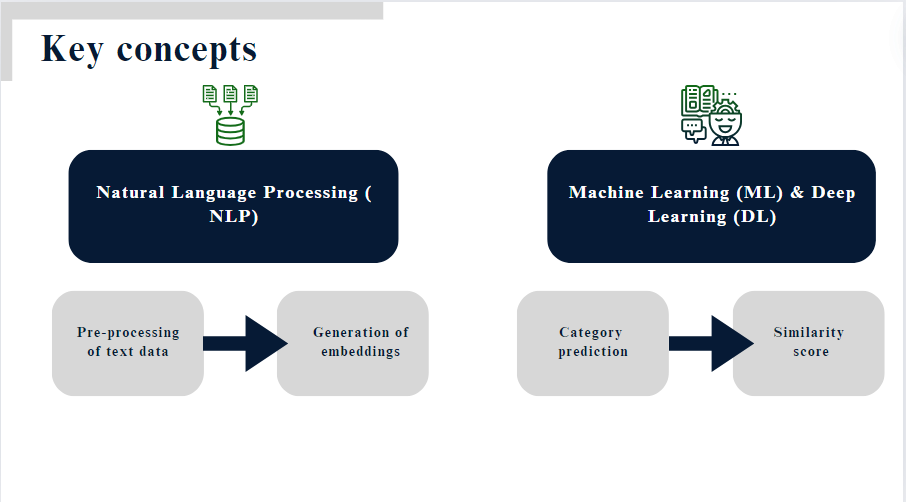 Key concepts
Natural Language Processing (
NLP)
Machine Learning (ML) & Deep
Learning (DL)
Pre-processing
of text data
Generation of
embeddings
Category
prediction
Similarity
score